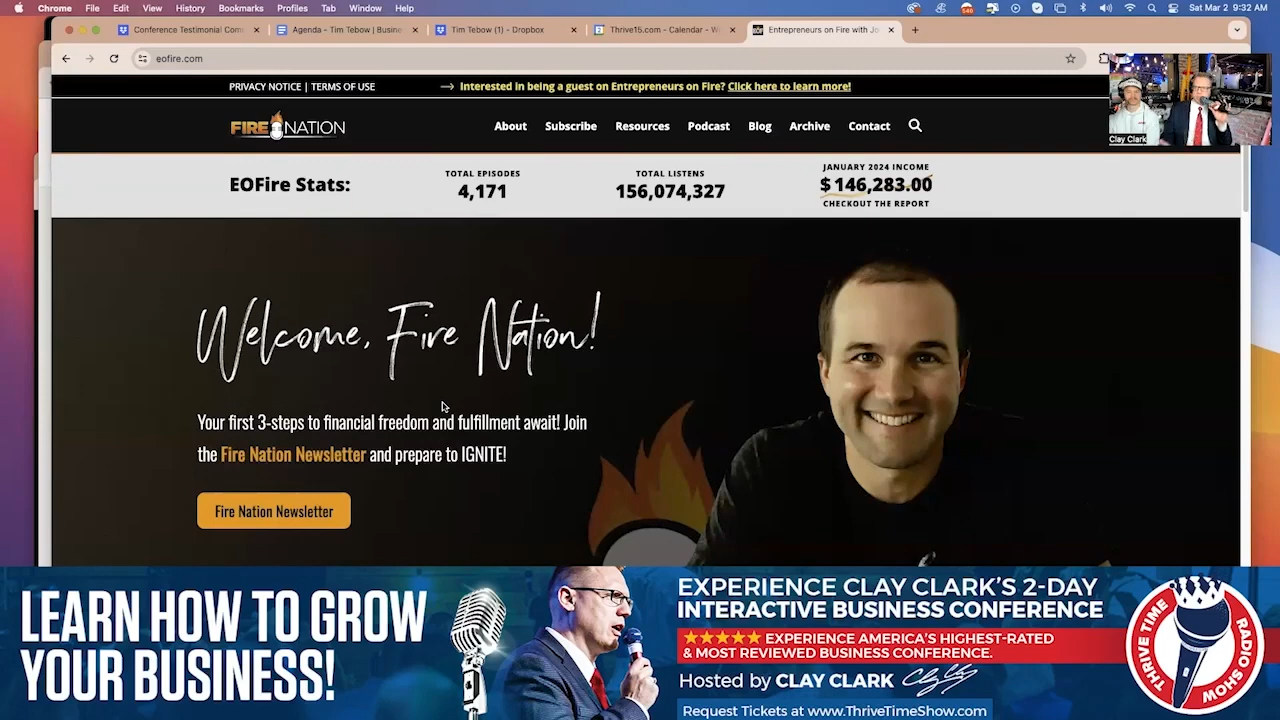 Chrome File Edit View History Bookmarks Profiles Tab Window Help
Sat Mar 2 9:32 AM
Conference Testimonial Com
Agenda - Tim Tebow | Busine
Tim Tebow (1) - Dropbox
Thrive15.com - Calendar - W
Entrepreneurs on Fire with Jo
eofire.com
PRIVACY NOTICE | TERMS OF USE
Interested in being a guest on Entrepreneurs on Fire? Click here to learn more!
FIRE NATION
About Subscribe Resources Podcast Blog Archive Contact
Clay Clark
EOFire Stats:
TOTAL EPISODES
4,171
TOTAL LISTENS
156,074,327
JANUARY 2024 INCOME
$146,283.00
CHECKOUT THE REPORT
Welcome, Fire Nation!
Your first 3-steps to financial freedom and fulfillment await! Join
the Fire Nation Newsletter and prepare to IGNITE!
Fire Nation Newsletter
LEARN HOW TO GROW
YOUR BUSINESS!
EXPERIENCE CLAY CLARK'S 2-DAY
INTERACTIVE BUSINESS CONFERENCE
EXPERIENCE AMERICA'S HIGHEST-RATED
& MOST REVIEWED BUSINESS CONFERENCE.
Hosted by CLAY CLARK
Request Tickets at www.ThriveTimeShow.com
THRIVE TIME
RADIO SHOW